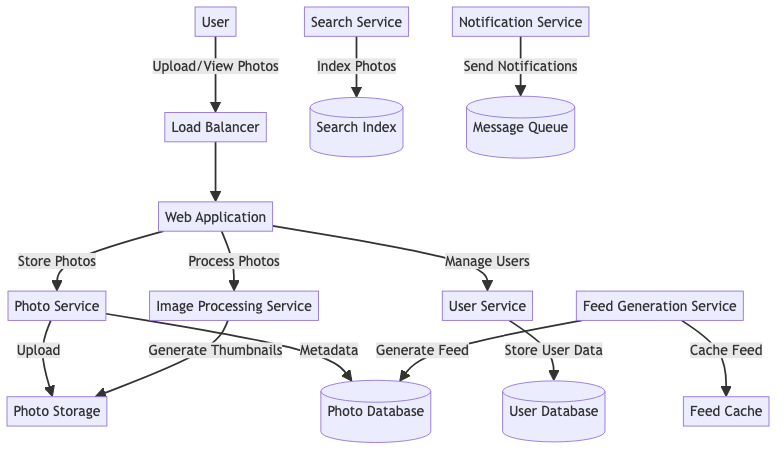 User
Search Service
Notification Service
Upload/View Photos
Index Photos
Send Notifications
Load Balancer
Search Index
Message Queue
Web Application
Store Photos
Process Photos
Manage Users
Photo Service
Image Processing Service
User Service
Feed Generation Service
Upload
Generate Thumbnails
Metadata
Generate Feed
Store User Data
Cache Feed
Photo Storage
Photo Database
User Database
Feed Cache